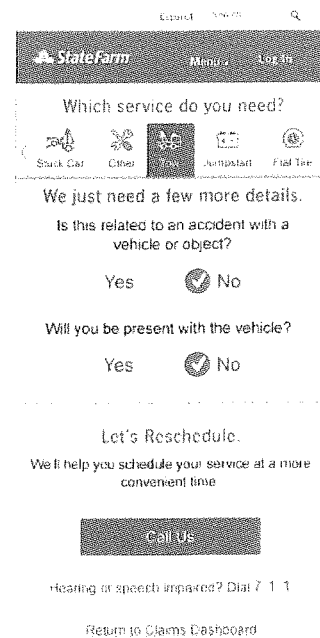 Español Search
StateFarm Menu Log In
Which service do you need?
Stuck Car Other Tow Jumpstart Flat Tire
We just need a few more details.
Is this related to an accident with a
vehicle or object?
Yes No
Will you be present with the vehicle?
Yes No
Let's Reschedule.
We'll help you schedule your service at a more
convenient time
Call Us
Hearing or speech impaired? Dial 7-1-1
Return to Claims Dashboard